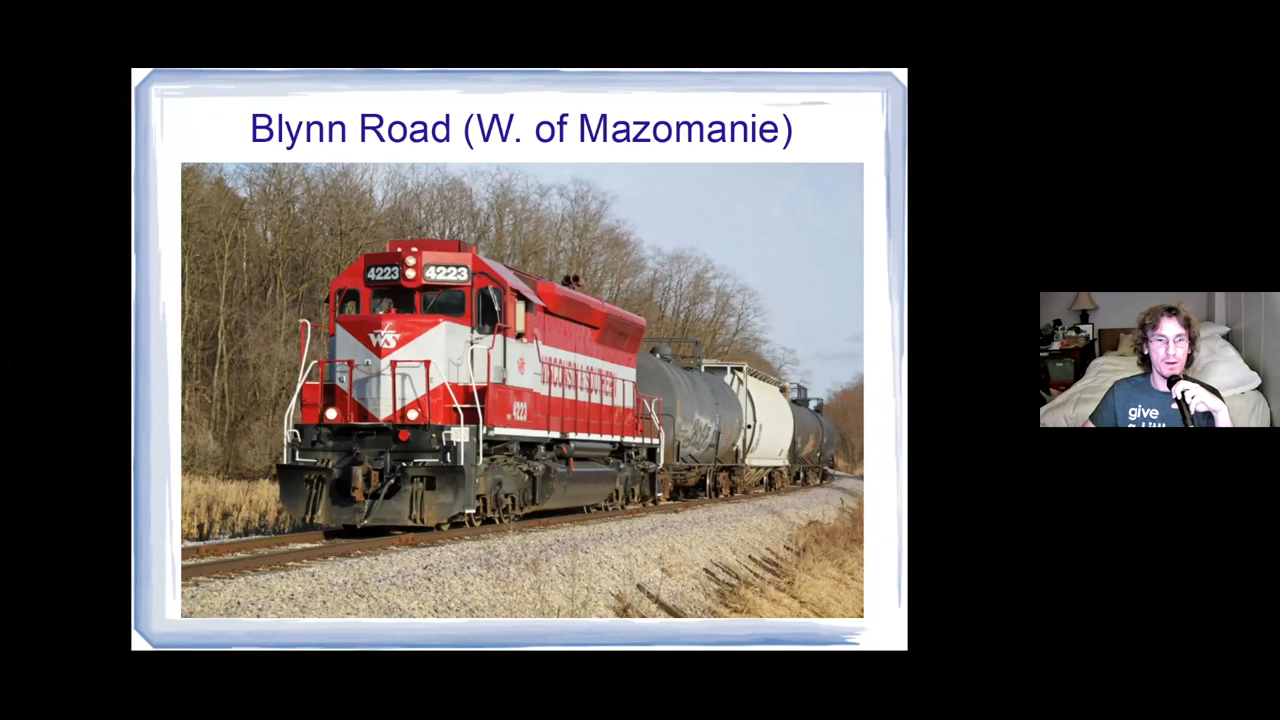 Blynn Road (W. of Mazomanie)
4223 4223
WS
WISCONSIN & SOUTHERN
4223
give